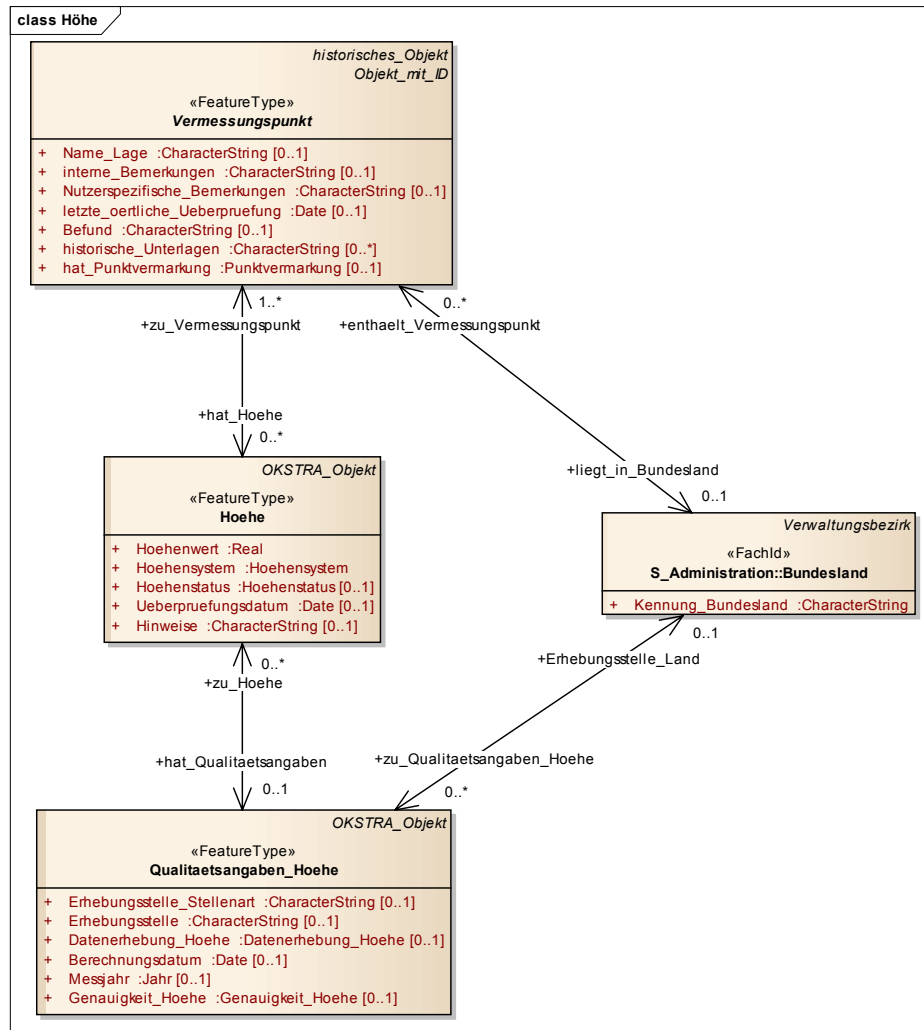 class Höhe
historisches_Objekt
Objekt_mit_ID
«FeatureType»
Vermessungspunkt
+ Name_Lage :CharacterString [0..1]
+ interne_Bemerkungen :CharacterString [0..1]
+ Nutzerspezifische_Bemerkungen :CharacterString [0..1]
+ letzte_oertliche_Ueberpruefung :Date [0..1]
+ Befund :CharacterString [0..1]
+ historische_Unterlagen :CharacterString [0..*]
+ hat_Punktvermarkung :Punktvermarkung [0..1]
1..*
+zu_Vermessungspunkt
0..*
+enthaelt_Vermessungspunkt
+hat_Hoehe
0..*
+liegt_in_Bundesland
0..1
OKSTRA_Objekt
«FeatureType»
Hoehe
+ Hoehenwert :Real
+ Hoehensystem :Hoehensystem
+ Hoehenstatus :Hoehenstatus [0..1]
+ Ueberpruefungsdatum :Date [0..1]
+ Hinweise :CharacterString [0..1]
Verwaltungsbezirk
«FachId»
S_Administration::Bundesland
+ Kennung_Bundesland :CharacterString
0..1
+Erhebungsstelle_Land
0..*
+zu_Hoehe
+hat_Qualitaetsangaben
0..1
+zu_Qualitaetsangaben_Hoehe
0..*
OKSTRA_Objekt
«FeatureType»
Qualitaetsangaben_Hoehe
+ Erhebungsstelle_Stellenart :CharacterString [0..1]
+ Erhebungsstelle :CharacterString [0..1]
+ Datenerhebung_Hoehe :Datenerhebung_Hoehe [0..1]
+ Berechnungsdatum :Date [0..1]
+ Messjahr :Jahr [0..1]
+ Genauigkeit_Hoehe :Genauigkeit_Hoehe [0..1]